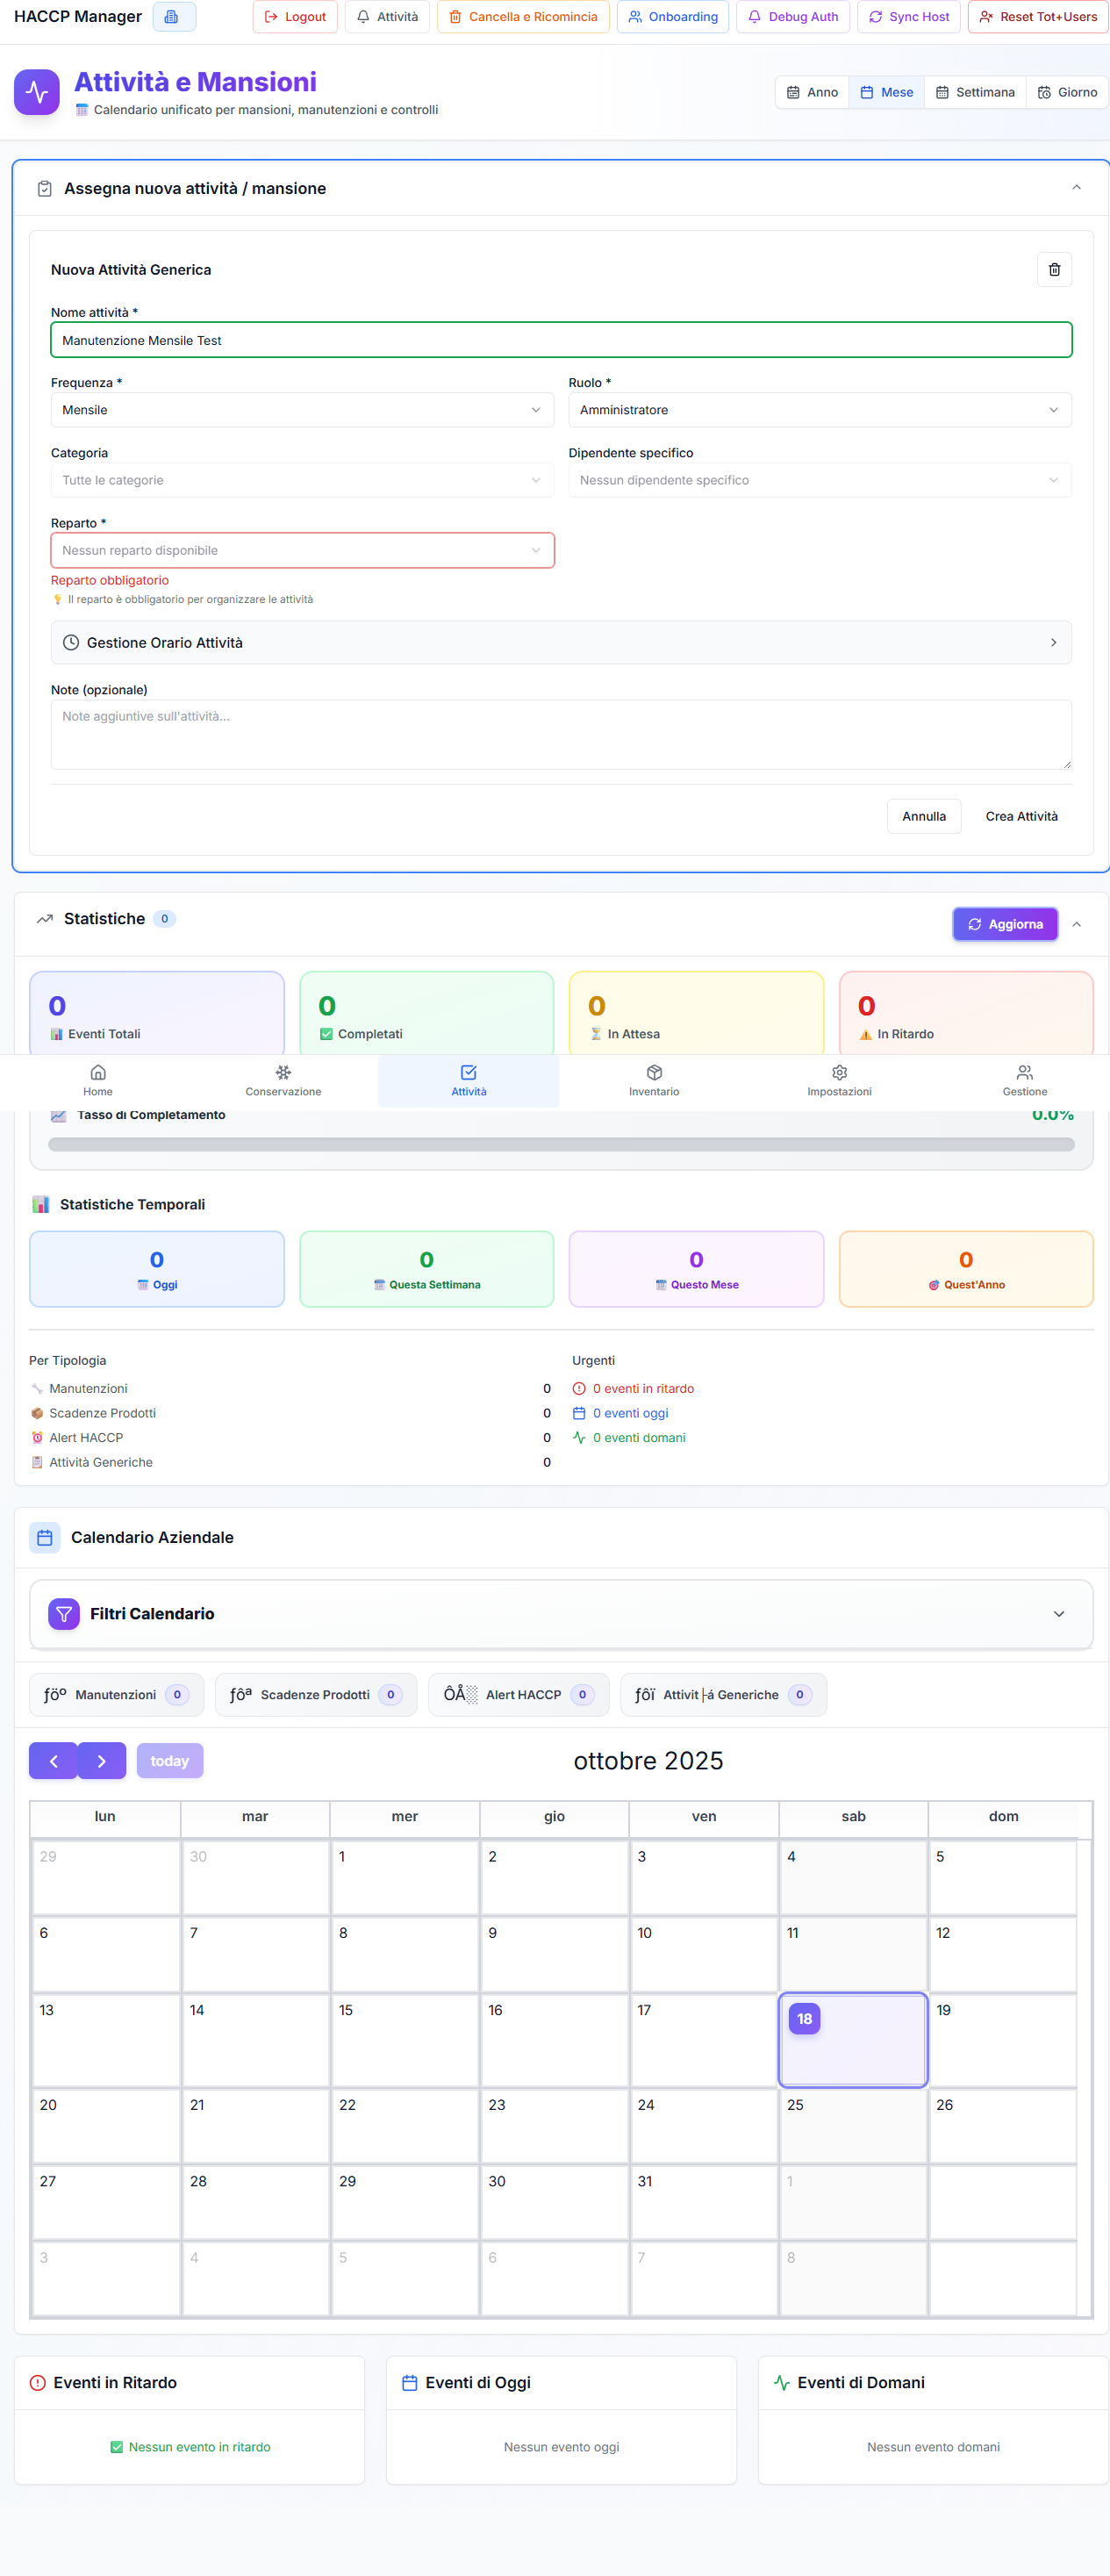 HACCP Manager
Logout
Attività
Cancella e Ricomincia
Onboarding
Debug Auth
Sync Host
Reset Tot+Users
Attività e Mansioni
Calendario unificato per mansioni, manutenzioni e controlli
Anno
Mese
Settimana
Giorno
Assegna nuova attività / mansione
Nuova Attività Generica
Nome attività *
Manutenzione Mensile Test
Frequenza *
Ruolo *
Mensile
Amministratore
Categoria
Dipendente specifico
Tutte le categorie
Nessun dipendente specifico
Reparto *
Nessun reparto disponibile
Reparto obbligatorio
Il reparto è obbligatorio per organizzare le attività
Gestione Orario Attività
Note (opzionale)
Note aggiuntive sull'attività...
Annulla
Crea Attività
Statistiche 0
Aggiorna
0
Eventi Totali
0
Completati
0
In Attesa
0
In Ritardo
Home
Conservazione
Attività
Inventario
Impostazioni
Gestione
Tasso di Completamento
0.0%
Statistiche Temporali
0
Oggi
0
Questa Settimana
0
Questo Mese
0
Quest'Anno
Per Tipologia
Manutenzioni 0
Scadenze Prodotti 0
Alert HACCP 0
Attività Generiche 0
Urgenti
0 eventi in ritardo
0 eventi oggi
0 eventi domani
Calendario Aziendale
Filtri Calendario
ƒöº Manutenzioni 0
ƒôª Scadenze Prodotti 0
ÔÅ░ Alert HACCP 0
ƒôï Attivit├á Generiche 0
today
ottobre 2025
lun mar mer gio ven sab dom
29 30 1 2 3 4 5
6 7 8 9 10 11 12
13 14 15 16 17 18 19
20 21 22 23 24 25 26
27 28 29 30 31 1
3 4 5 6 7 8
Eventi in Ritardo
Nessun evento in ritardo
Eventi di Oggi
Nessun evento oggi
Eventi di Domani
Nessun evento domani